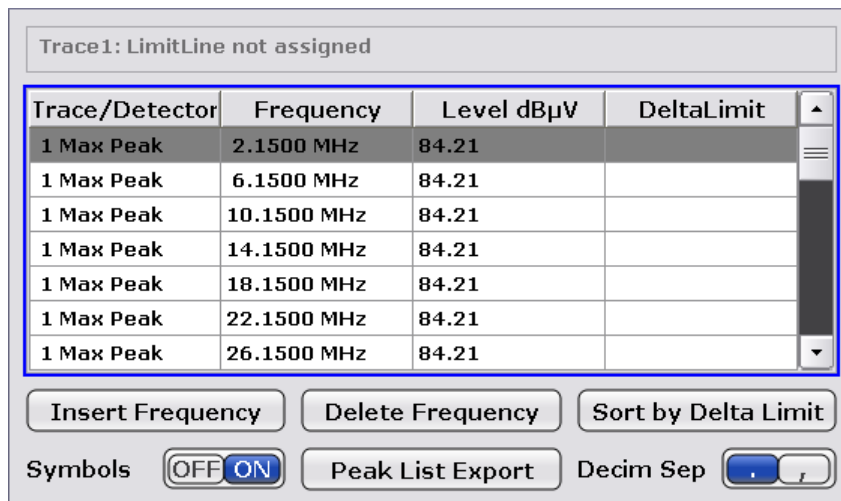 Trace1: LimitLine not assigned
Trace/Detector Frequency Level dBµV DeltaLimit
1 Max Peak 2.1500 MHz 84.21
1 Max Peak 6.1500 MHz 84.21
1 Max Peak 10.1500 MHz 84.21
1 Max Peak 14.1500 MHz 84.21
1 Max Peak 18.1500 MHz 84.21
1 Max Peak 22.1500 MHz 84.21
1 Max Peak 26.1500 MHz 84.21
Insert Frequency Delete Frequency Sort by Delta Limit
Symbols OFF ON Peak List Export Decim Sep . ,